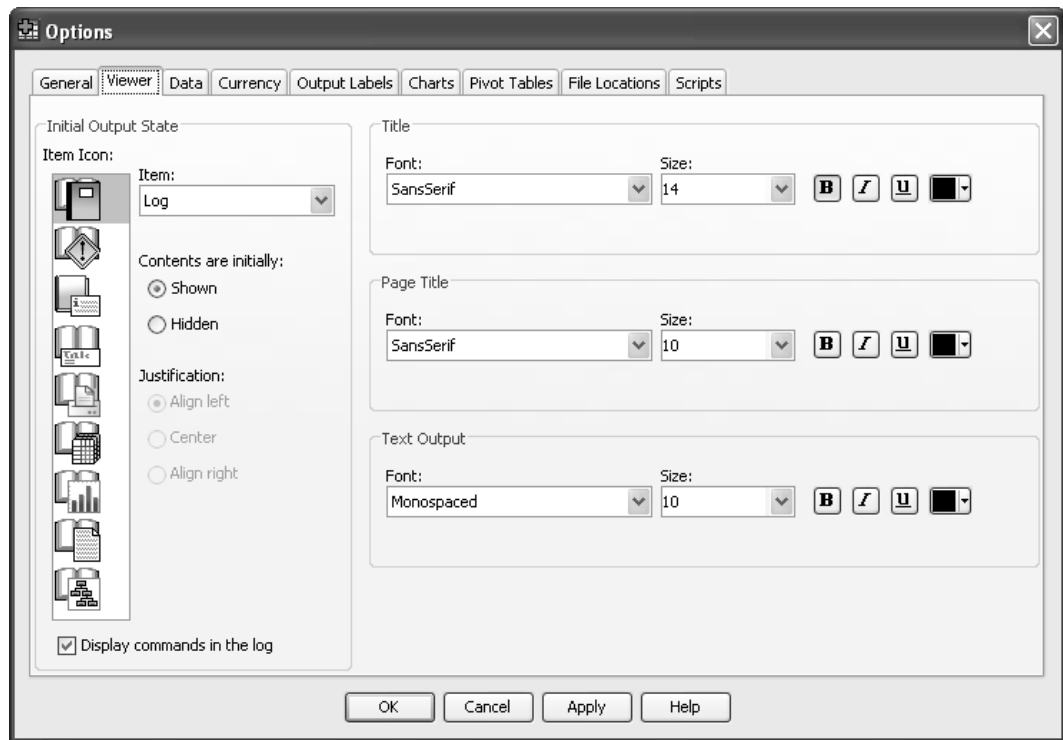 Options
General Viewer Data Currency Output Labels Charts Pivot Tables File Locations Scripts
Initial Output State
Item Icon:
Item:
Log
Contents are initially:
Shown
Hidden
Justification:
Align left
Center
Align right
Display commands in the log
Title
Font: Size:
SansSerif 14 B I U
Page Title
Font: Size:
SansSerif 10 B I U
Text Output
Font: Size:
Monospaced 10 B I U
OK Cancel Apply Help